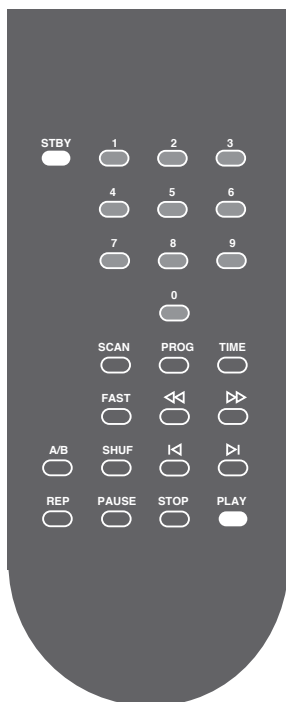 STBY 1 2 3
4 5 6
7 8 9
0
SCAN PROG TIME
FAST
A/B SHUF
REP PAUSE STOP PLAY